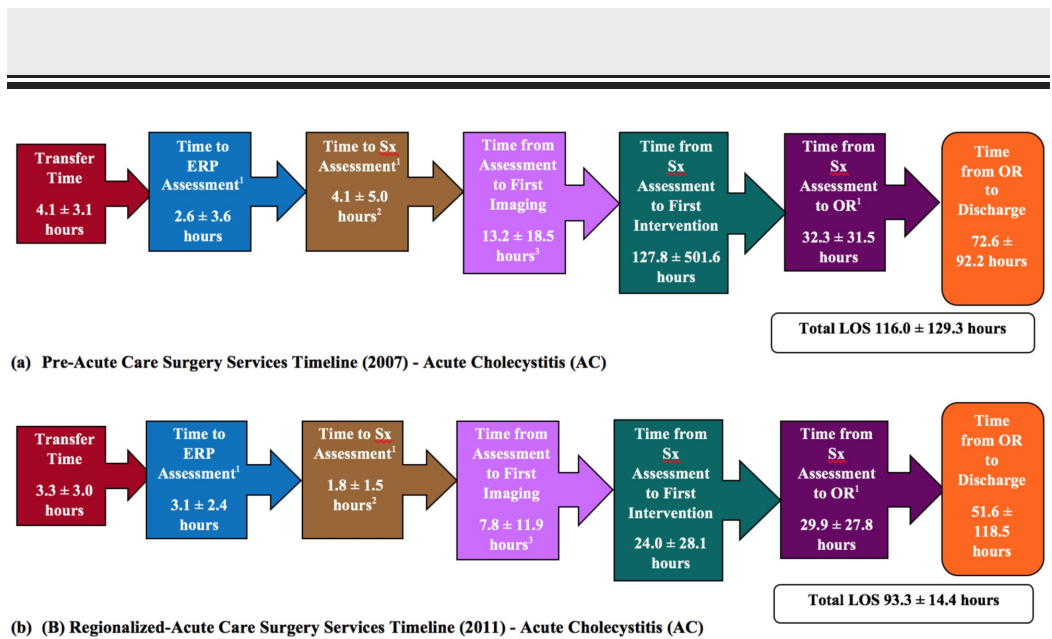 Transfer
Time
4.1 ± 3.1
hours
Time to
ERP
Assessment¹
2.6 ± 3.6
hours
Time to Sx
Assessment¹
4.1 ± 5.0
hours²
Time from
Assessment
to First
Imaging
13.2 ± 18.5
hours³
Time from
Sx
Assessment
to First
Intervention
127.8 ± 501.6
hours
Time from
Sx
Assessment
to OR¹
32.3 ± 31.5
hours
Time
from OR
to
Discharge
72.6 ±
92.2 hours
Total LOS 116.0 ± 129.3 hours
(a) Pre-Acute Care Surgery Services Timeline (2007) - Acute Cholecystitis (AC)
Transfer
Time
3.3 ± 3.0
hours
Time to
ERP
Assessment¹
3.1 ± 2.4
hours
Time to Sx
Assessment¹
1.8 ± 1.5
hours²
Time from
Assessment
to First
Imaging
7.8 ± 11.9
hours³
Time from
Sx
Assessment
to First
Intervention
24.0 ± 28.1
hours
Time from
Sx
Assessment
to OR¹
29.9 ± 27.8
hours
Time
from OR
to
Discharge
51.6 ±
118.5
hours
Total LOS 93.3 ± 14.4 hours
(b) (B) Regionalized-Acute Care Surgery Services Timeline (2011) - Acute Cholecystitis (AC)